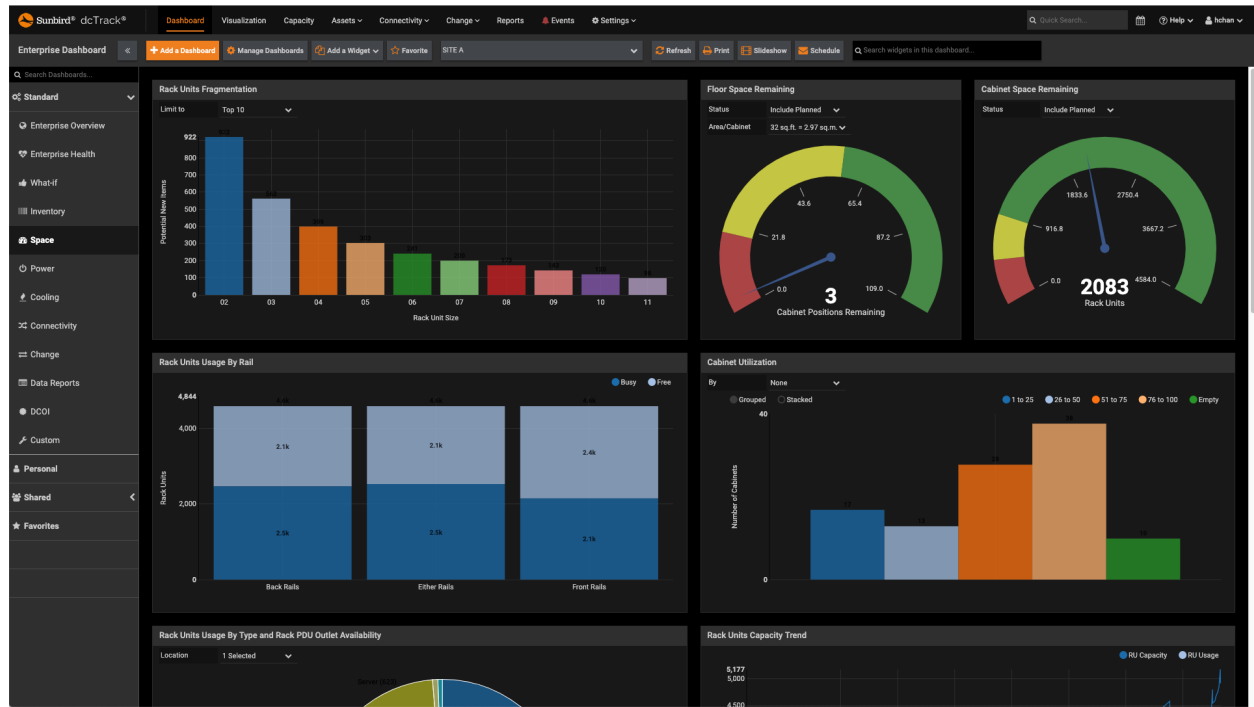 Sunbird® dcTrack®
Dashboard Visualization Capacity Assets Connectivity Change Reports Events Settings
Quick Search...
Help hchan
Enterprise Dashboard
Add a Dashboard Manage Dashboards Add a Widget Favorite SITE A Refresh Print Slideshow Schedule Search widgets in this dashboard...
Search Dashboards...
Standard
Enterprise Overview
Enterprise Health
What-if
Inventory
Space
Power
Cooling
Connectivity
Change
Data Reports
DCOI
Custom
Personal
Shared
Favorites
Rack Units Fragmentation
Limit to Top 10
Potential New Items
922
800
700
600
500
400
300
200
100
0
02 03 04 05 06 07 08 09 10 11
Rack Unit Size
Floor Space Remaining
Status Include Planned
Area/Cabinet 32 sq.ft. = 2.97 sq.m.
43.6 65.4
21.8 87.2
0.0 109.0
3
Cabinet Positions Remaining
Cabinet Space Remaining
Status Include Planned
1833.6 2750.4
916.8 3667.2
0.0 4584.0
2083
Rack Units
Rack Units Usage By Rail
Busy Free
Rack Units
4,844
4,000
2,000
0
2.1k 2.1k 2.4k
2.5k 2.5k 2.1k
Back Rails Either Rails Front Rails
Cabinet Utilization
By None
Grouped Stacked
1 to 25 26 to 50 51 to 75 76 to 100 Empty
Number of Cabinets
40
0
Rack Units Usage By Type and Rack PDU Outlet Availability
Location 1 Selected
Rack Units Capacity Trend
RU Capacity RU Usage
5,177
5,000
4,500